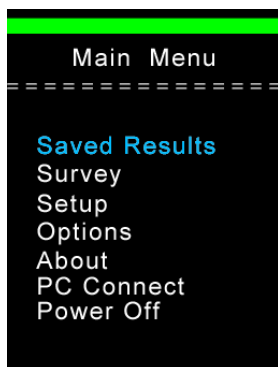 Main Menu
================
Saved Results
Survey
Setup
Options
About
PC Connect
Power Off